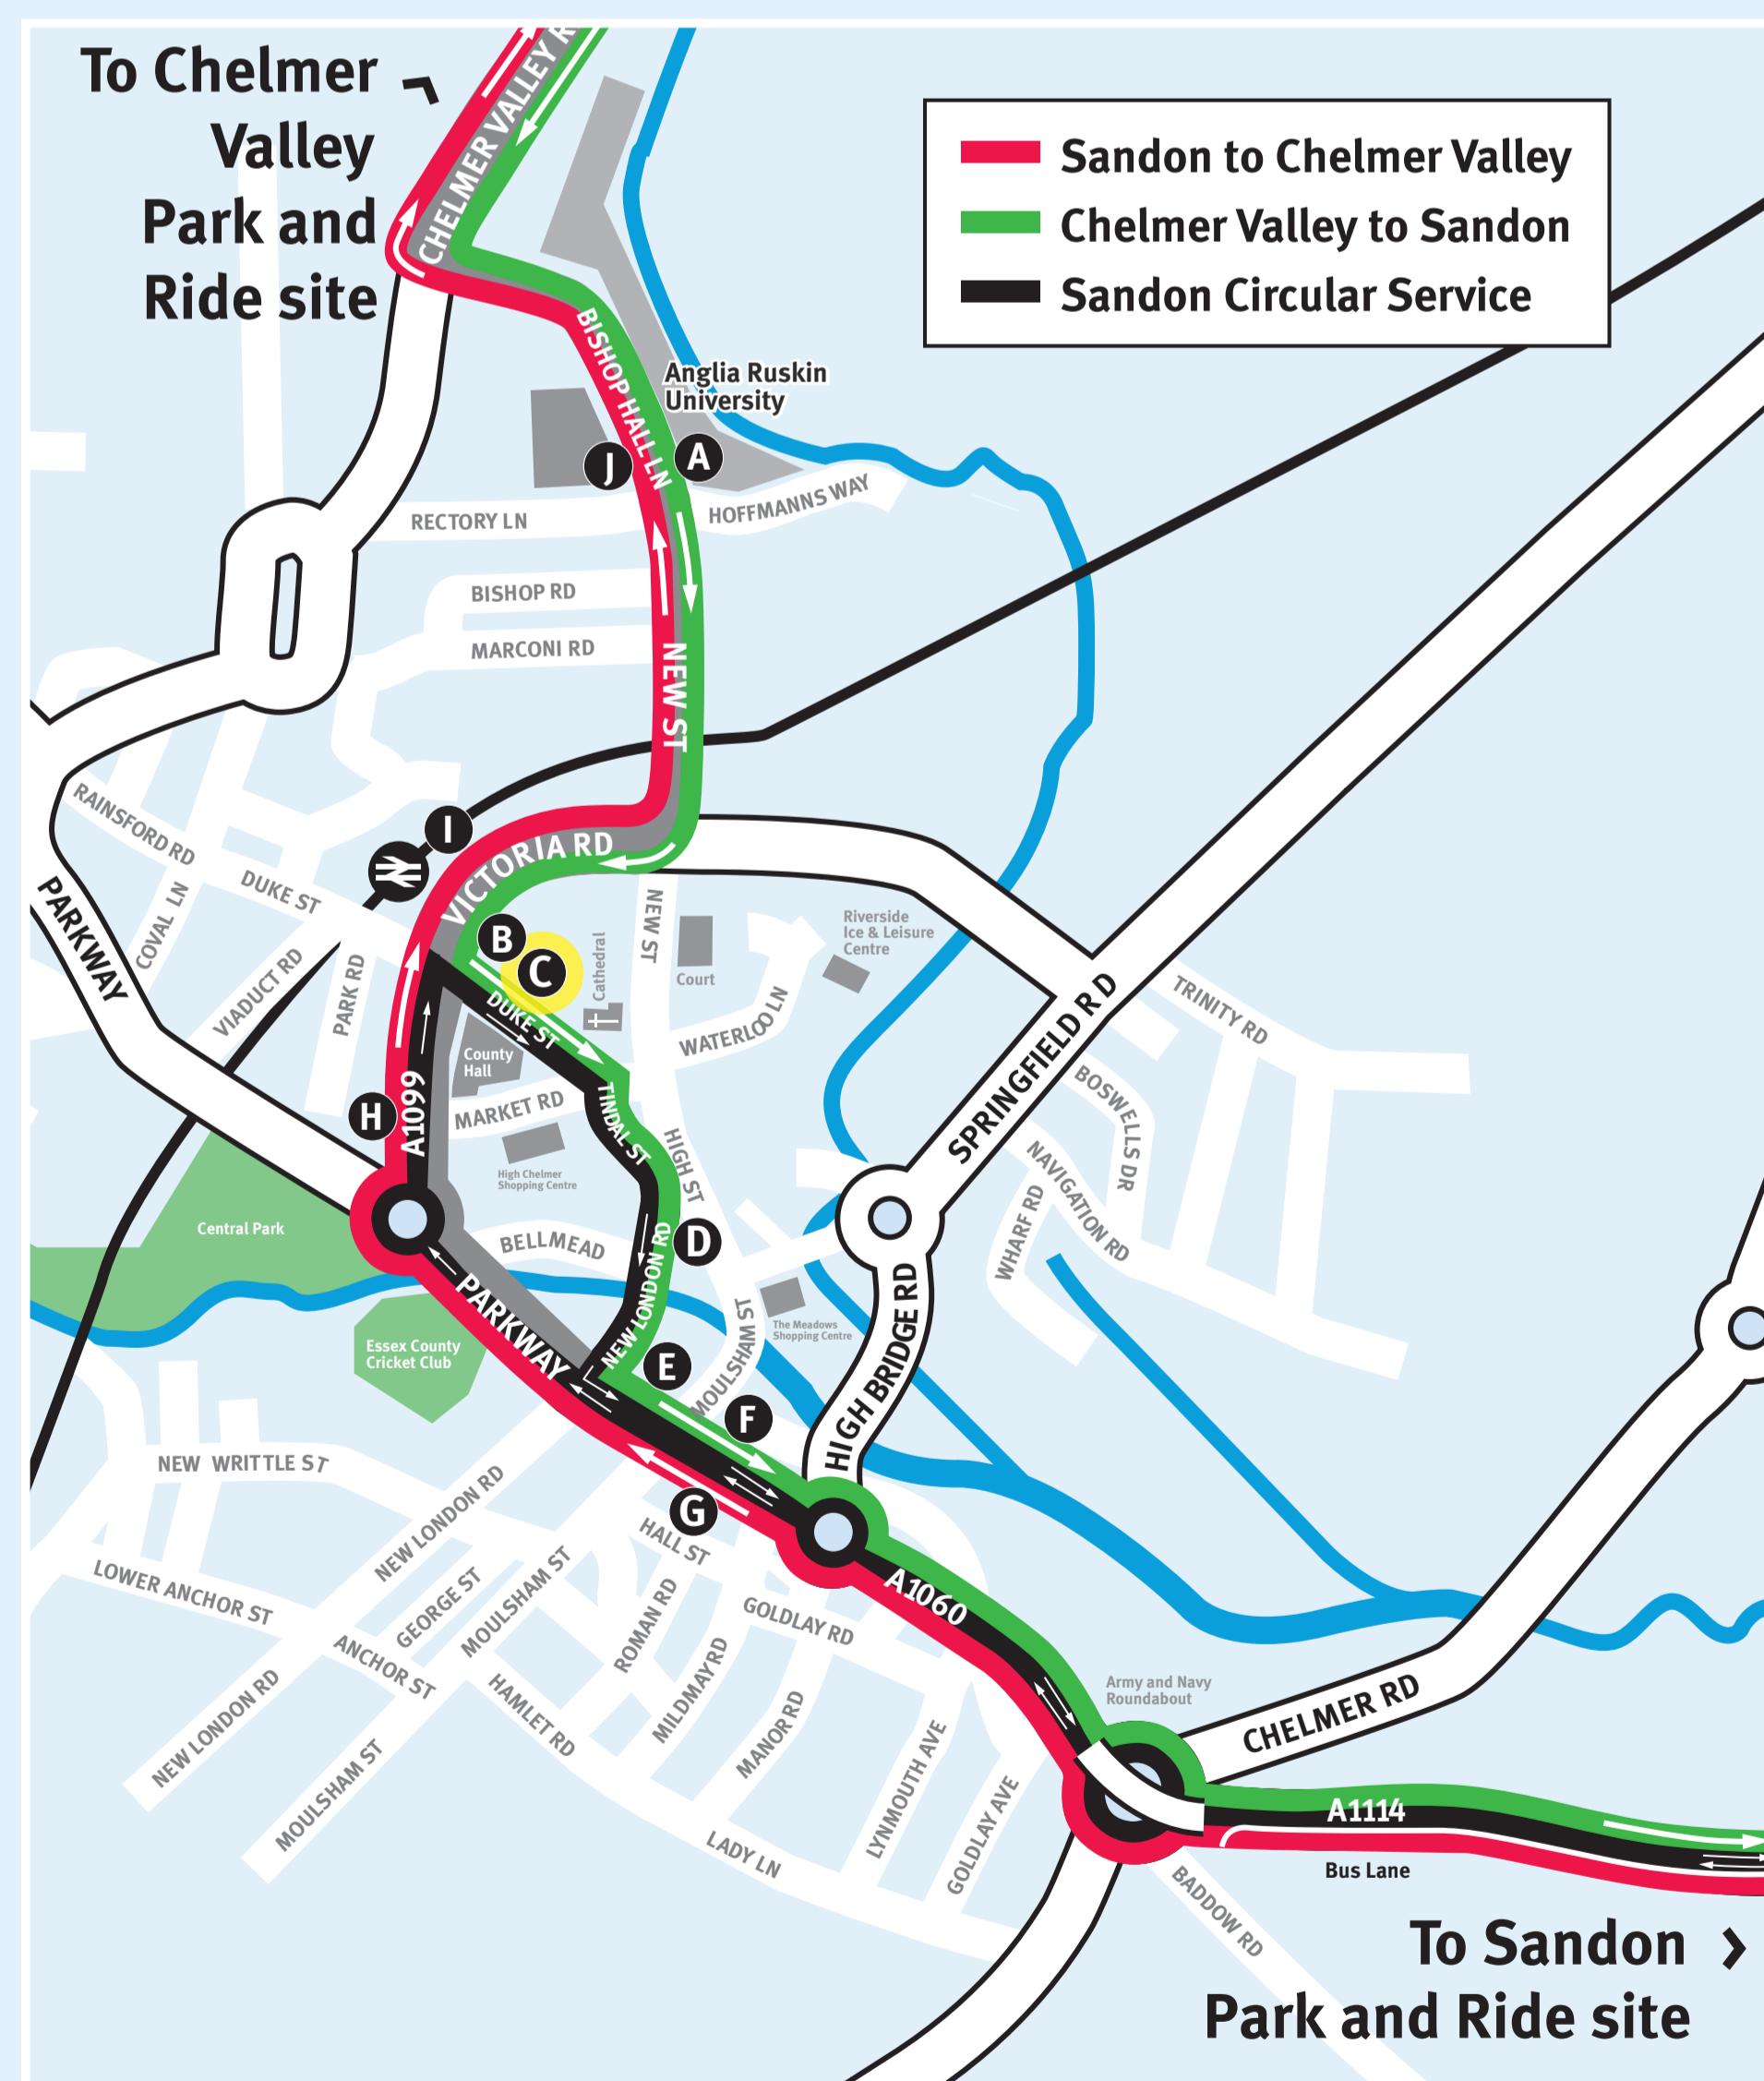 To Chelmer
Valley
Park and
Ride site
Sandon to Chelmer Valley
Chelmer Valley to Sandon
Sandon Circular Service
CHELMER VALLEY R
BISHOP HALL LN
Anglia Ruskin
University
J
A
RECTORY LN
HOFFMANNS WAY
BISHOP RD
MARCONI RD
NEW ST
RAINSFORD RD
I
VICTORIA RD
DUKE ST
COVAL LN
PARKWAY
VIADUCT RD
PARK RD
B
C
Cathedral
NEW ST
Court
Riverside
Ice & Leisure
Centre
WATERLOO LN
TRINITY RD
SPRINGFIELD RD
DUKE ST
County
Hall
MARKET RD
TINDAL ST
H
A1099
High Chelmer
Shopping Centre
HIGH ST
BOSWELLS DR
NAVIGATION RD
WHARF RD
Central Park
BELLMEAD
D
NEW LONDON RD
PARKWAY
Essex County
Cricket Club
The Meadows
Shopping Centre
MOULSHAM ST
HIGH BRIDGE RD
E
F
G
NEW WRITTLE ST
NEW LONDON RD
HALL ST
LOWER ANCHOR ST
GEORGE ST
MOULSHAM ST
ROMAN RD
GOLDLAY RD
A1060
ANCHOR ST
MILDMAY RD
HAMLET RD
MANOR RD
NEW LONDON RD
MOULSHAM ST
LYNMOUTH AVE
GOLDLAY AVE
LADY LN
Army and Navy
Roundabout
CHELMER RD
A1114
Bus Lane
BADDOW RD
To Sandon
Park and Ride site